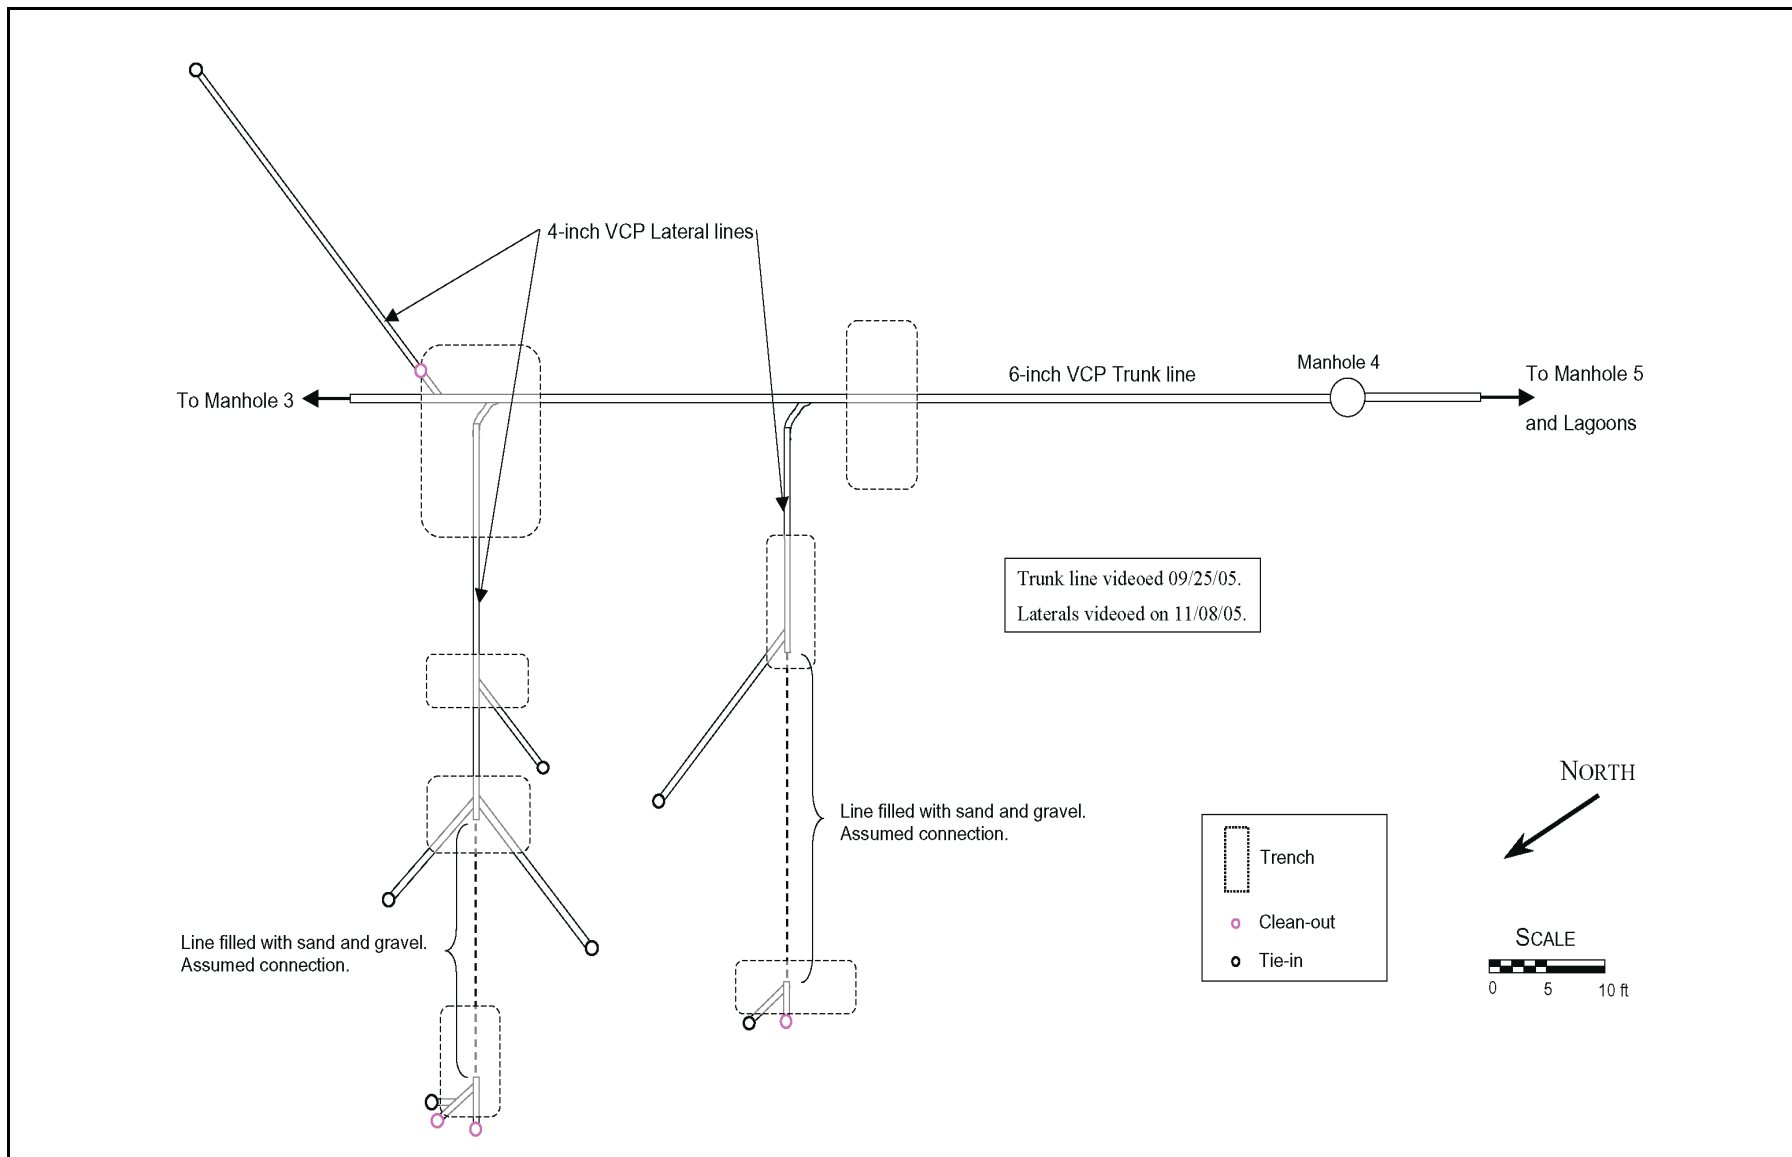 4-inch VCP Lateral lines
Manhole 4
6-inch VCP Trunk line
To Manhole 5
and Lagoons
To Manhole 3
Trunk line videoed 09/25/05.
Laterals videoed on 11/08/05.
NORTH
Line filled with sand and gravel.
Assumed connection.
Trench
Clean-out
Tie-in
Line filled with sand and gravel.
Assumed connection.
SCALE
0 5 10 ft